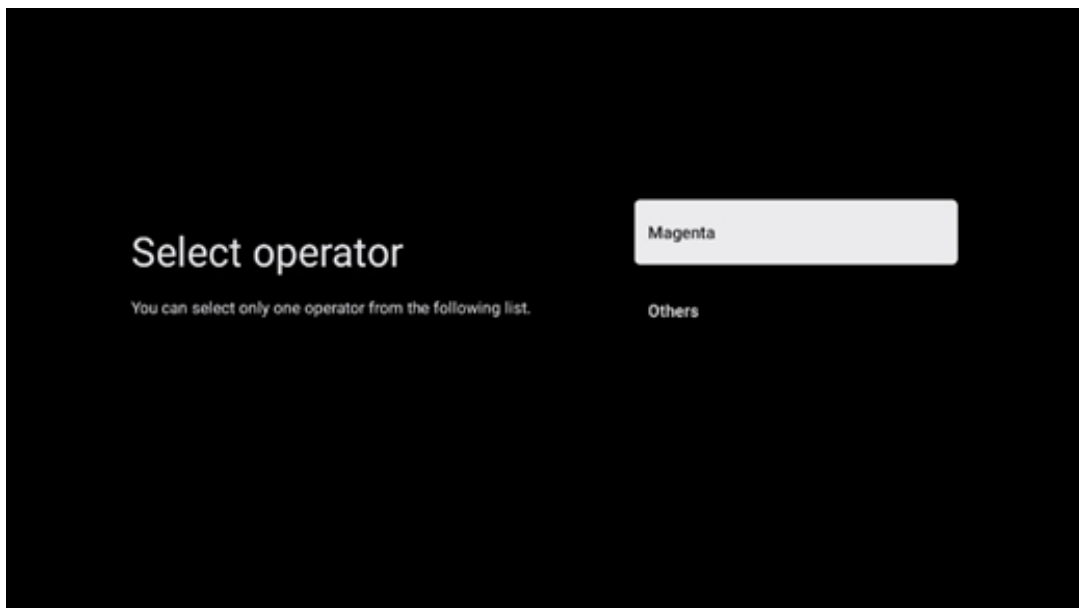 Select operator
You can select only one operator from the following list.
Magenta
Others